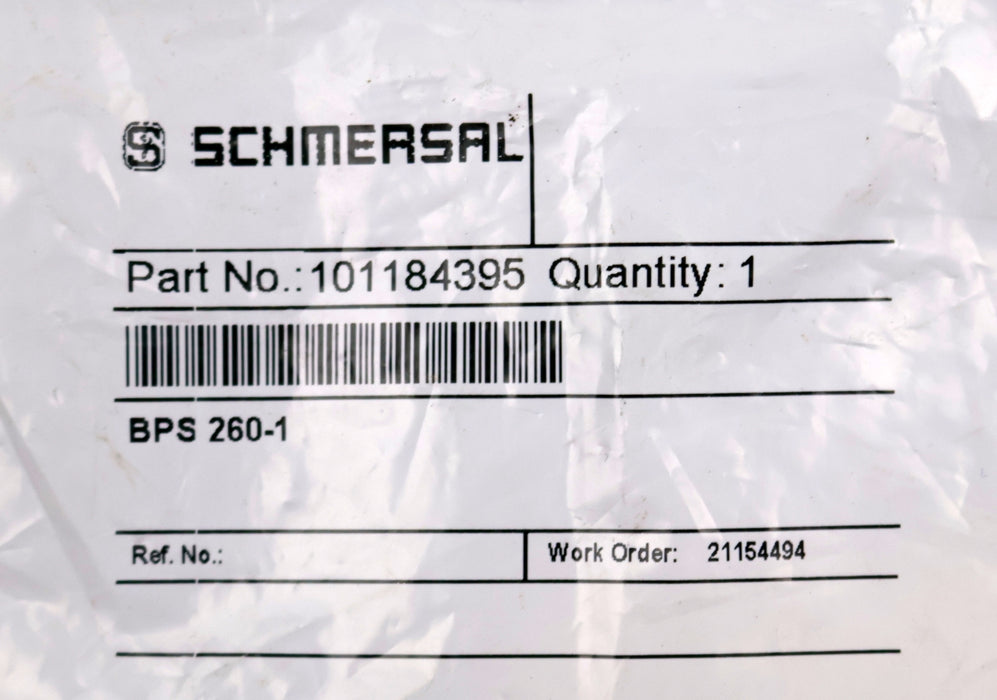 SCHMERSAL
Part No.:101184395 Quantity: 1
BPS 260-1
Ref. No.: Work Order: 21154494